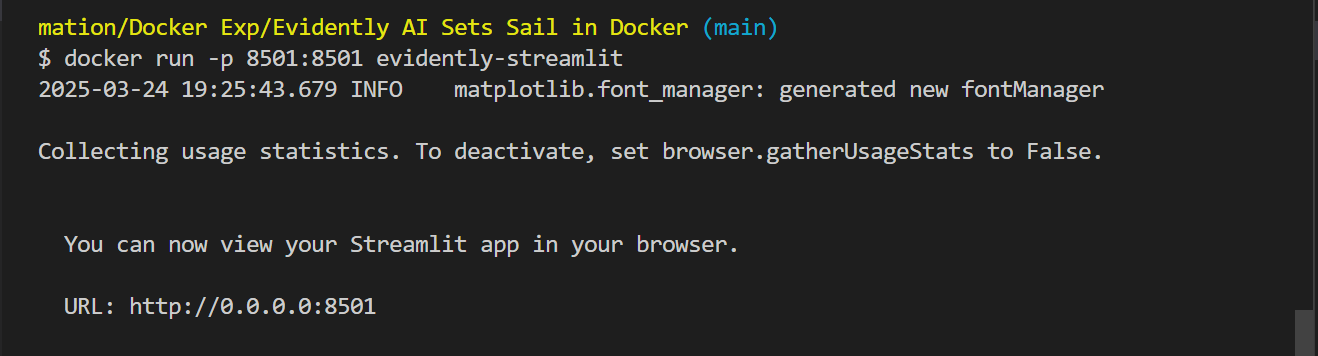 mation/Docker Exp/Evidently AI Sets Sail in Docker (main)
$ docker run -p 8501:8501 evidently-streamlit
2025-03-24 19:25:43.679 INFO    matplotlib.font_manager: generated new fontManager
Collecting usage statistics. To deactivate, set browser.gatherUsageStats to False.
You can now view your Streamlit app in your browser.
URL: http://0.0.0.0:8501